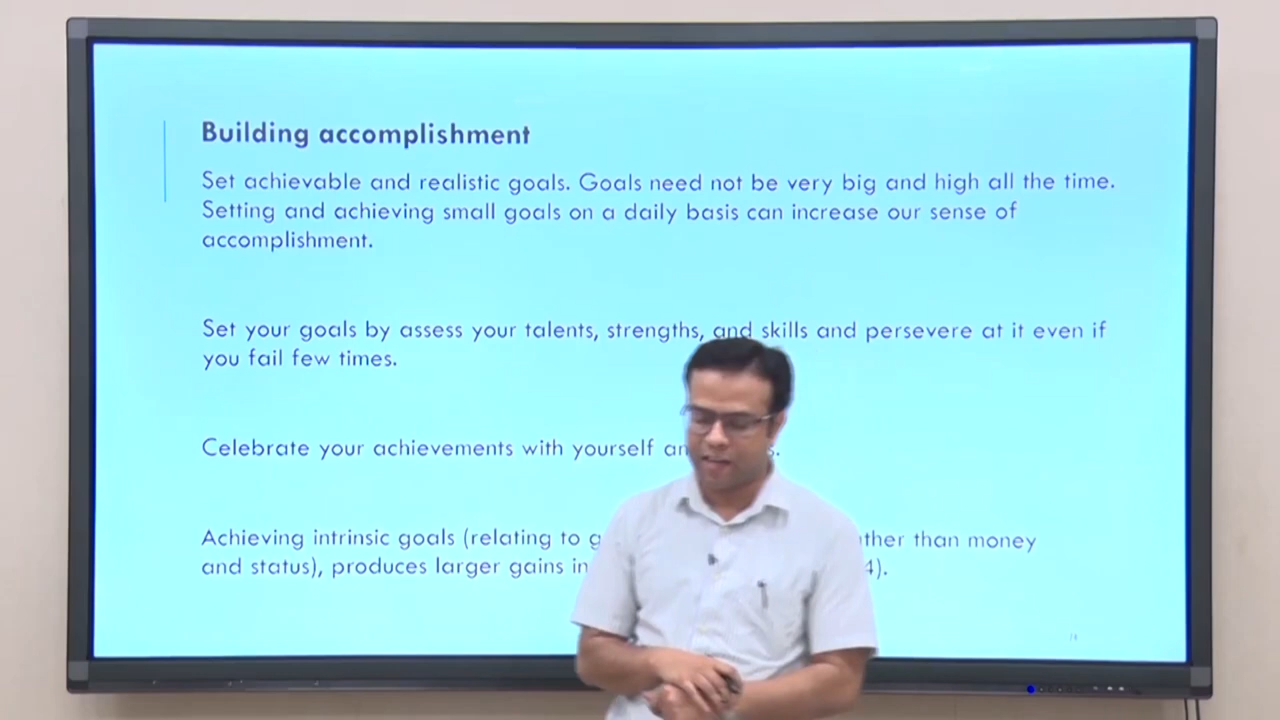 Building accomplishment
Set achievable and realistic goals. Goals need not be very big and high all the time.
Setting and achieving small goals on a daily basis can increase our sense of
accomplishment.
Set your goals by assess your talents, strengths, and skills and persevere at it even if
you fail few times.
Celebrate your achievements with yourself
Achieving intrinsic goals (relating to than money
and status), produces larger gains in 4).